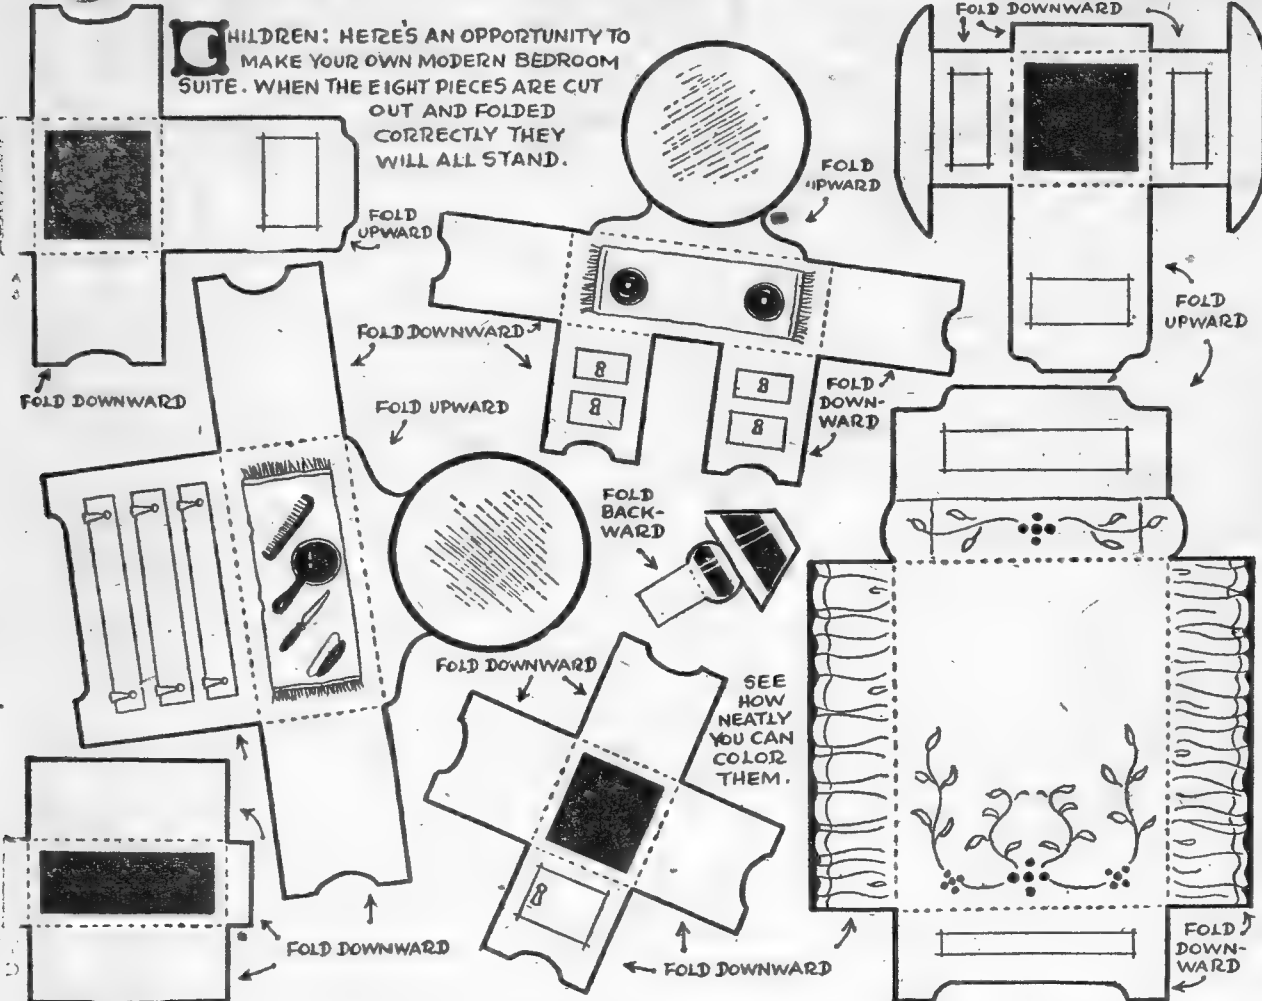 CHILDREN: HERE'S AN OPPORTUNITY TO
MAKE YOUR OWN MODERN BEDROOM
SUITE. WHEN THE EIGHT PIECES ARE CUT
OUT AND FOLDED
CORRECTLY THEY
WILL ALL STAND.
FOLD DOWNWARD
FOLD
UPWARD
FOLD
UPWARD
FOLD
UPWARD
FOLD DOWNWARD
FOLD DOWNWARD
FOLD UPWARD
FOLD
DOWN-
WARD
FOLD
BACK-
WARD
FOLD DOWNWARD
SEE
HOW
NEATLY
YOU CAN
COLOR
THEM.
FOLD DOWNWARD
FOLD DOWNWARD
FOLD
DOWN-
WARD